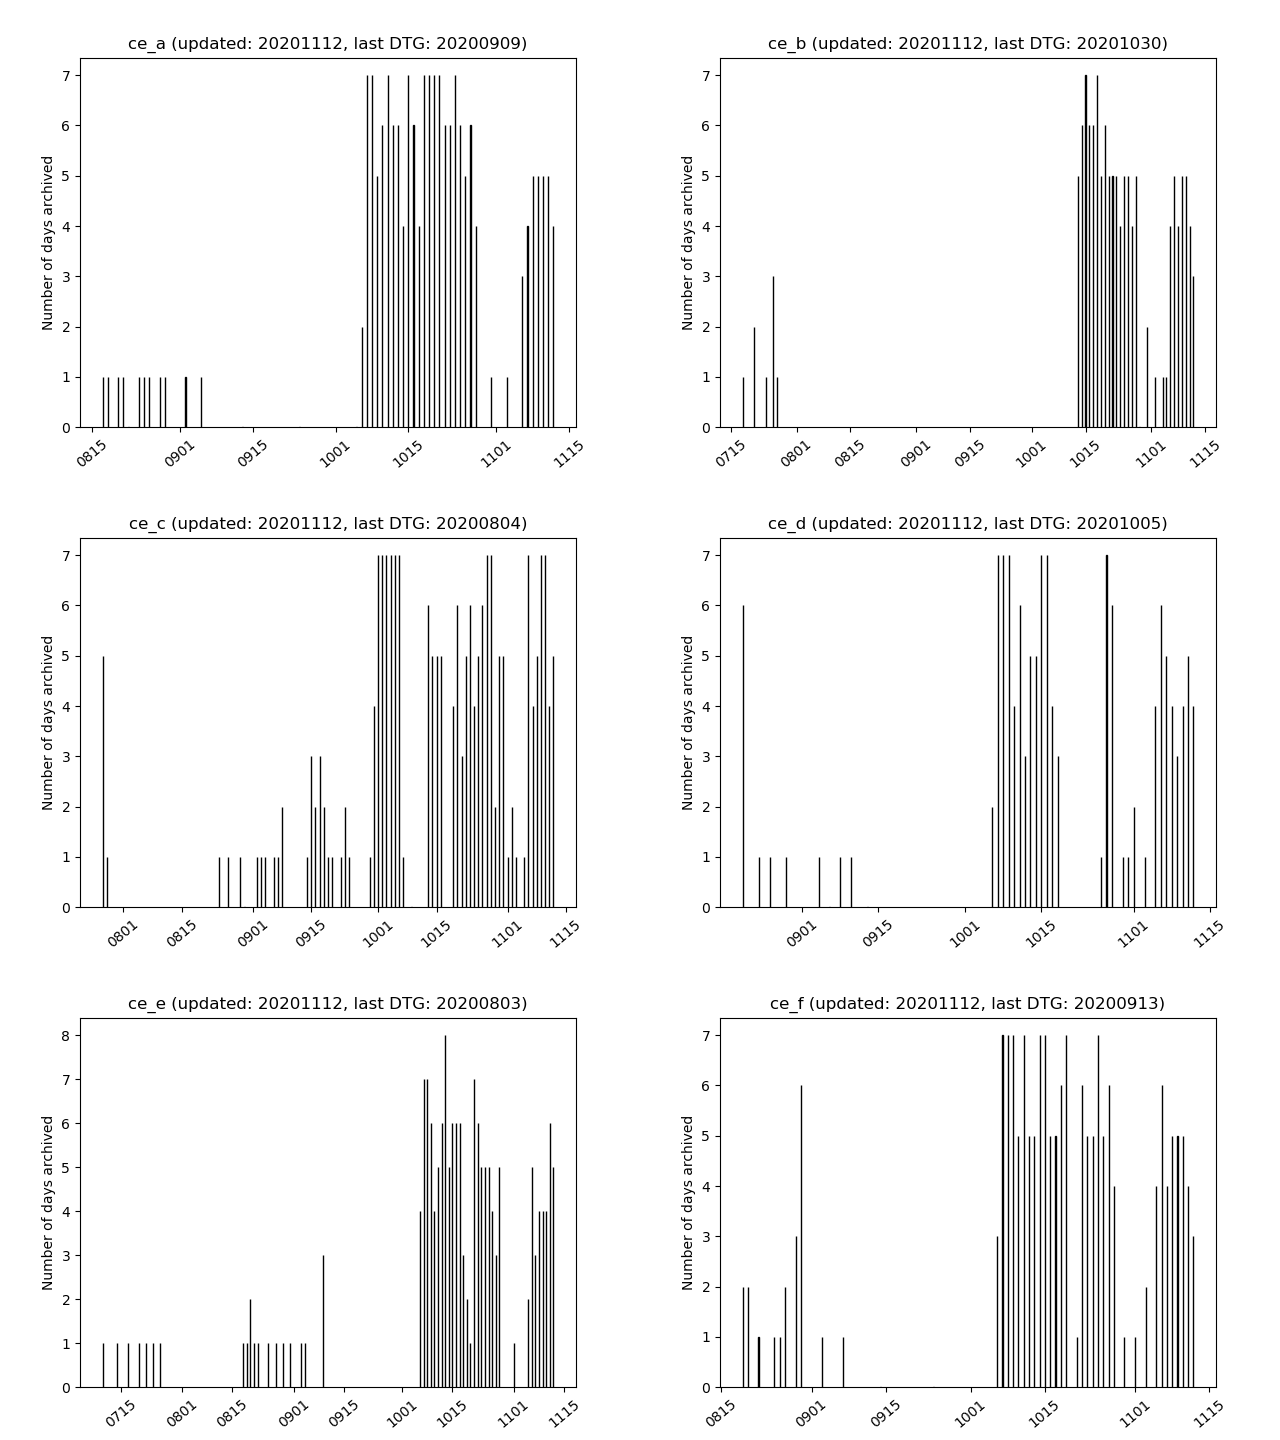 ce_a (updated: 20201112, last DTG: 20200909)
Number of days archived
7
6
5
4
3
2
1
0
0815 0901 0915 1001 1015 1101 1115
ce_b (updated: 20201112, last DTG: 20201030)
Number of days archived
7
6
5
4
3
2
1
0
0715 0801 0815 0901 0915 1001 1015 1101 1115
ce_c (updated: 20201112, last DTG: 20200804)
Number of days archived
7
6
5
4
3
2
1
0
0801 0815 0901 0915 1001 1015 1101 1115
ce_d (updated: 20201112, last DTG: 20201005)
Number of days archived
7
6
5
4
3
2
1
0
0901 0915 1001 1015 1101 1115
ce_e (updated: 20201112, last DTG: 20200803)
Number of days archived
8
7
6
5
4
3
2
1
0
0715 0801 0815 0901 0915 1001 1015 1101 1115
ce_f (updated: 20201112, last DTG: 20200913)
Number of days archived
7
6
5
4
3
2
1
0
0815 0901 0915 1001 1015 1101 1115